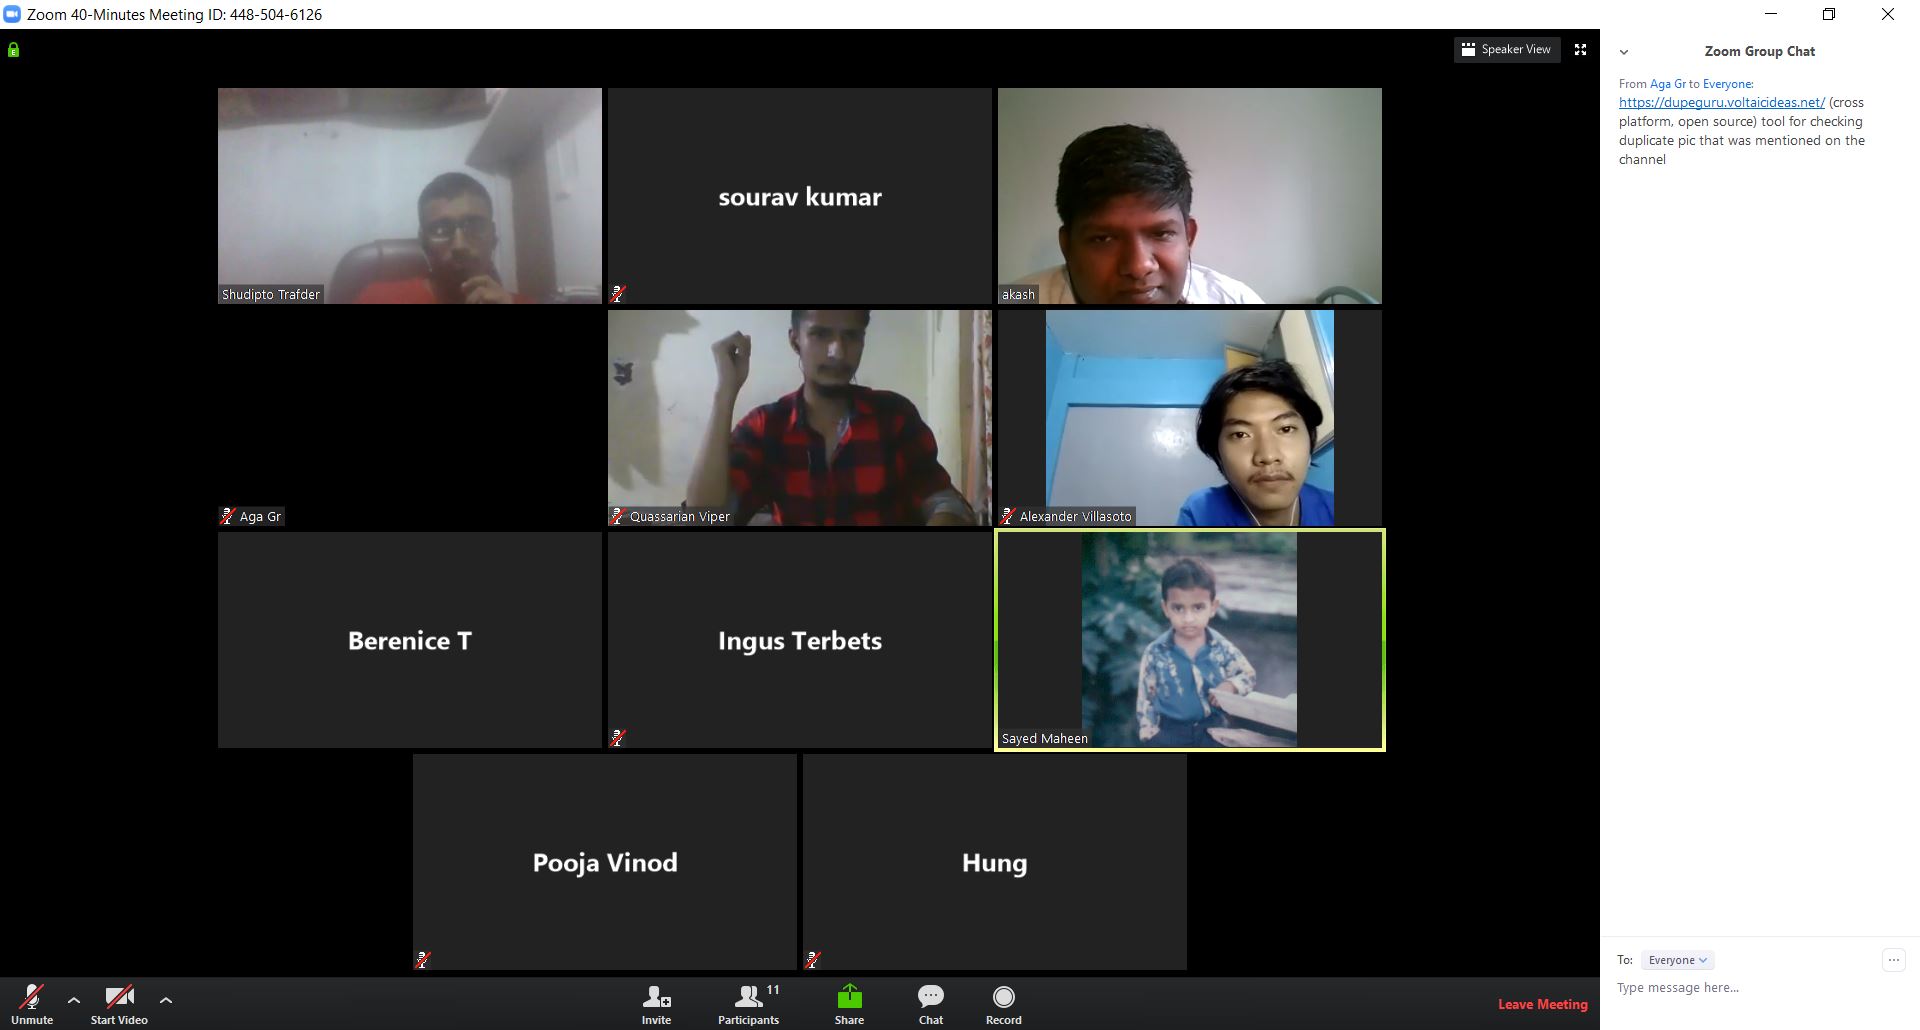 Zoom 40-Minutes Meeting ID: 448-504-6126
Speaker View
Shudipto Trafder
sourav kumar
akash
Aga Gr
Quassarian Viper
Alexander Villasoto
Berenice T
Ingus Terbets
Sayed Maheen
Pooja Vinod
Hung
Zoom Group Chat
From Aga Gr to Everyone:
https://dupeguru.voltaicideas.net/ (cross
platform, open source) tool for checking
duplicate pic that was mentioned on the
channel
To: Everyone
Type message here...
Unmute
Start Video
Invite
11
Participants
Share
Chat
Record
Leave Meeting